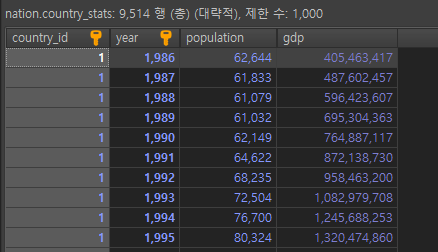 nation.country_stats: 9,514 행 (총) (대략적), 제한 수: 1,000
country_id year population gdp
1 1,986 62,644 405,463,417
1 1,987 61,833 487,602,457
1 1,988 61,079 596,423,607
1 1,989 61,032 695,304,363
1 1,990 62,149 764,887,117
1 1,991 64,622 872,138,730
1 1,992 68,235 958,463,200
1 1,993 72,504 1,082,979,708
1 1,994 76,700 1,245,688,253
1 1,995 80,324 1,320,474,860